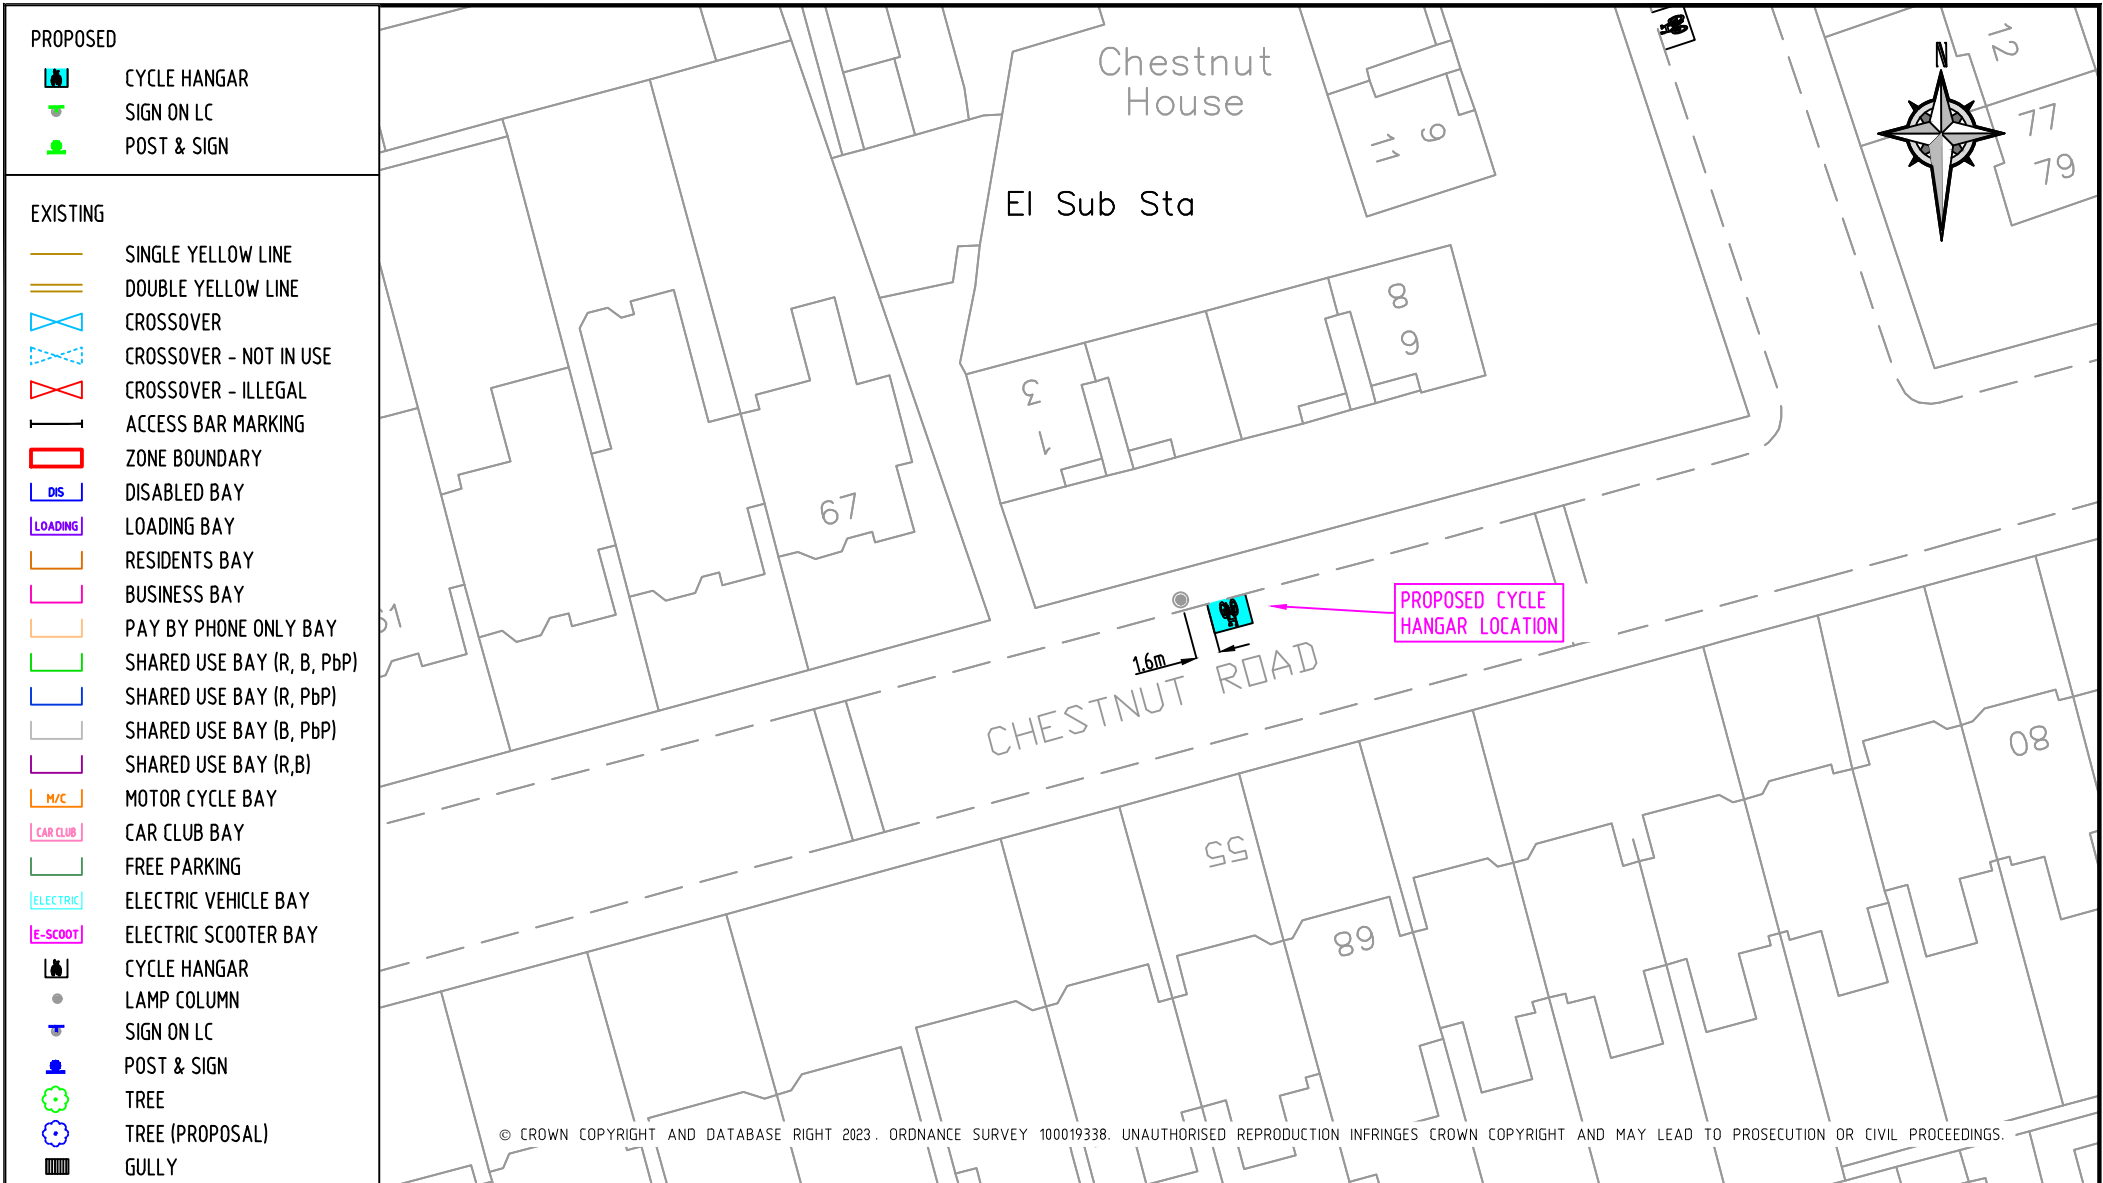 PROPOSED
CYCLE HANGAR
SIGN ON LC
POST & SIGN
EXISTING
SINGLE YELLOW LINE
DOUBLE YELLOW LINE
CROSSOVER
CROSSOVER - NOT IN USE
CROSSOVER - ILLEGAL
ACCESS BAR MARKING
ZONE BOUNDARY
DIS DISABLED BAY
LOADING LOADING BAY
RESIDENTS BAY
BUSINESS BAY
PAY BY PHONE ONLY BAY
SHARED USE BAY (R, B, PbP)
SHARED USE BAY (R, PbP)
SHARED USE BAY (B, PbP)
SHARED USE BAY (R,B)
M/C MOTOR CYCLE BAY
CAR CLUB CAR CLUB BAY
FREE PARKING
ELECTRIC ELECTRIC VEHICLE BAY
E-SCOOT ELECTRIC SCOOTER BAY
CYCLE HANGAR
LAMP COLUMN
SIGN ON LC
POST & SIGN
TREE
TREE (PROPOSAL)
GULLY
Chestnut
House
El Sub Sta
11
9
12
N
77
79
8
6
3
1
67
61
PROPOSED CYCLE
HANGAR LOCATION
1.6m
CHESTNUT ROAD
80
55
68
© CROWN COPYRIGHT AND DATABASE RIGHT 2023. ORDNANCE SURVEY 100019338. UNAUTHORISED REPRODUCTION INFRINGES CROWN COPYRIGHT AND MAY LEAD TO PROSECUTION OR CIVIL PROCEEDINGS.